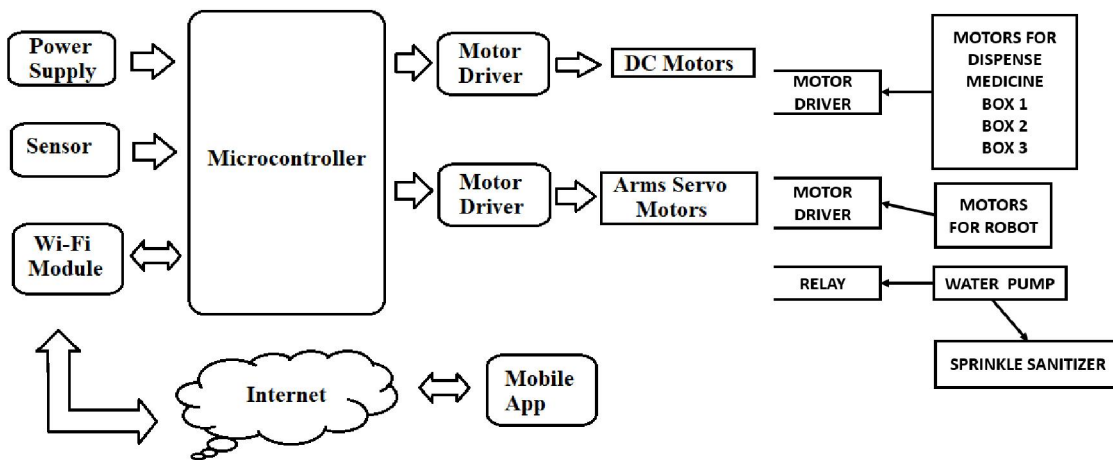 Power
Supply
Sensor
Wi-Fi
Module
Microcontroller
Motor
Driver
DC Motors
Motor
Driver
Arms Servo
Motors
Internet
Mobile
App
MOTOR
DRIVER
MOTORS FOR
DISPENSE
MEDICINE
BOX 1
BOX 2
BOX 3
MOTOR
DRIVER
MOTORS
FOR ROBOT
RELAY
WATER PUMP
SPRINKLE SANITIZER